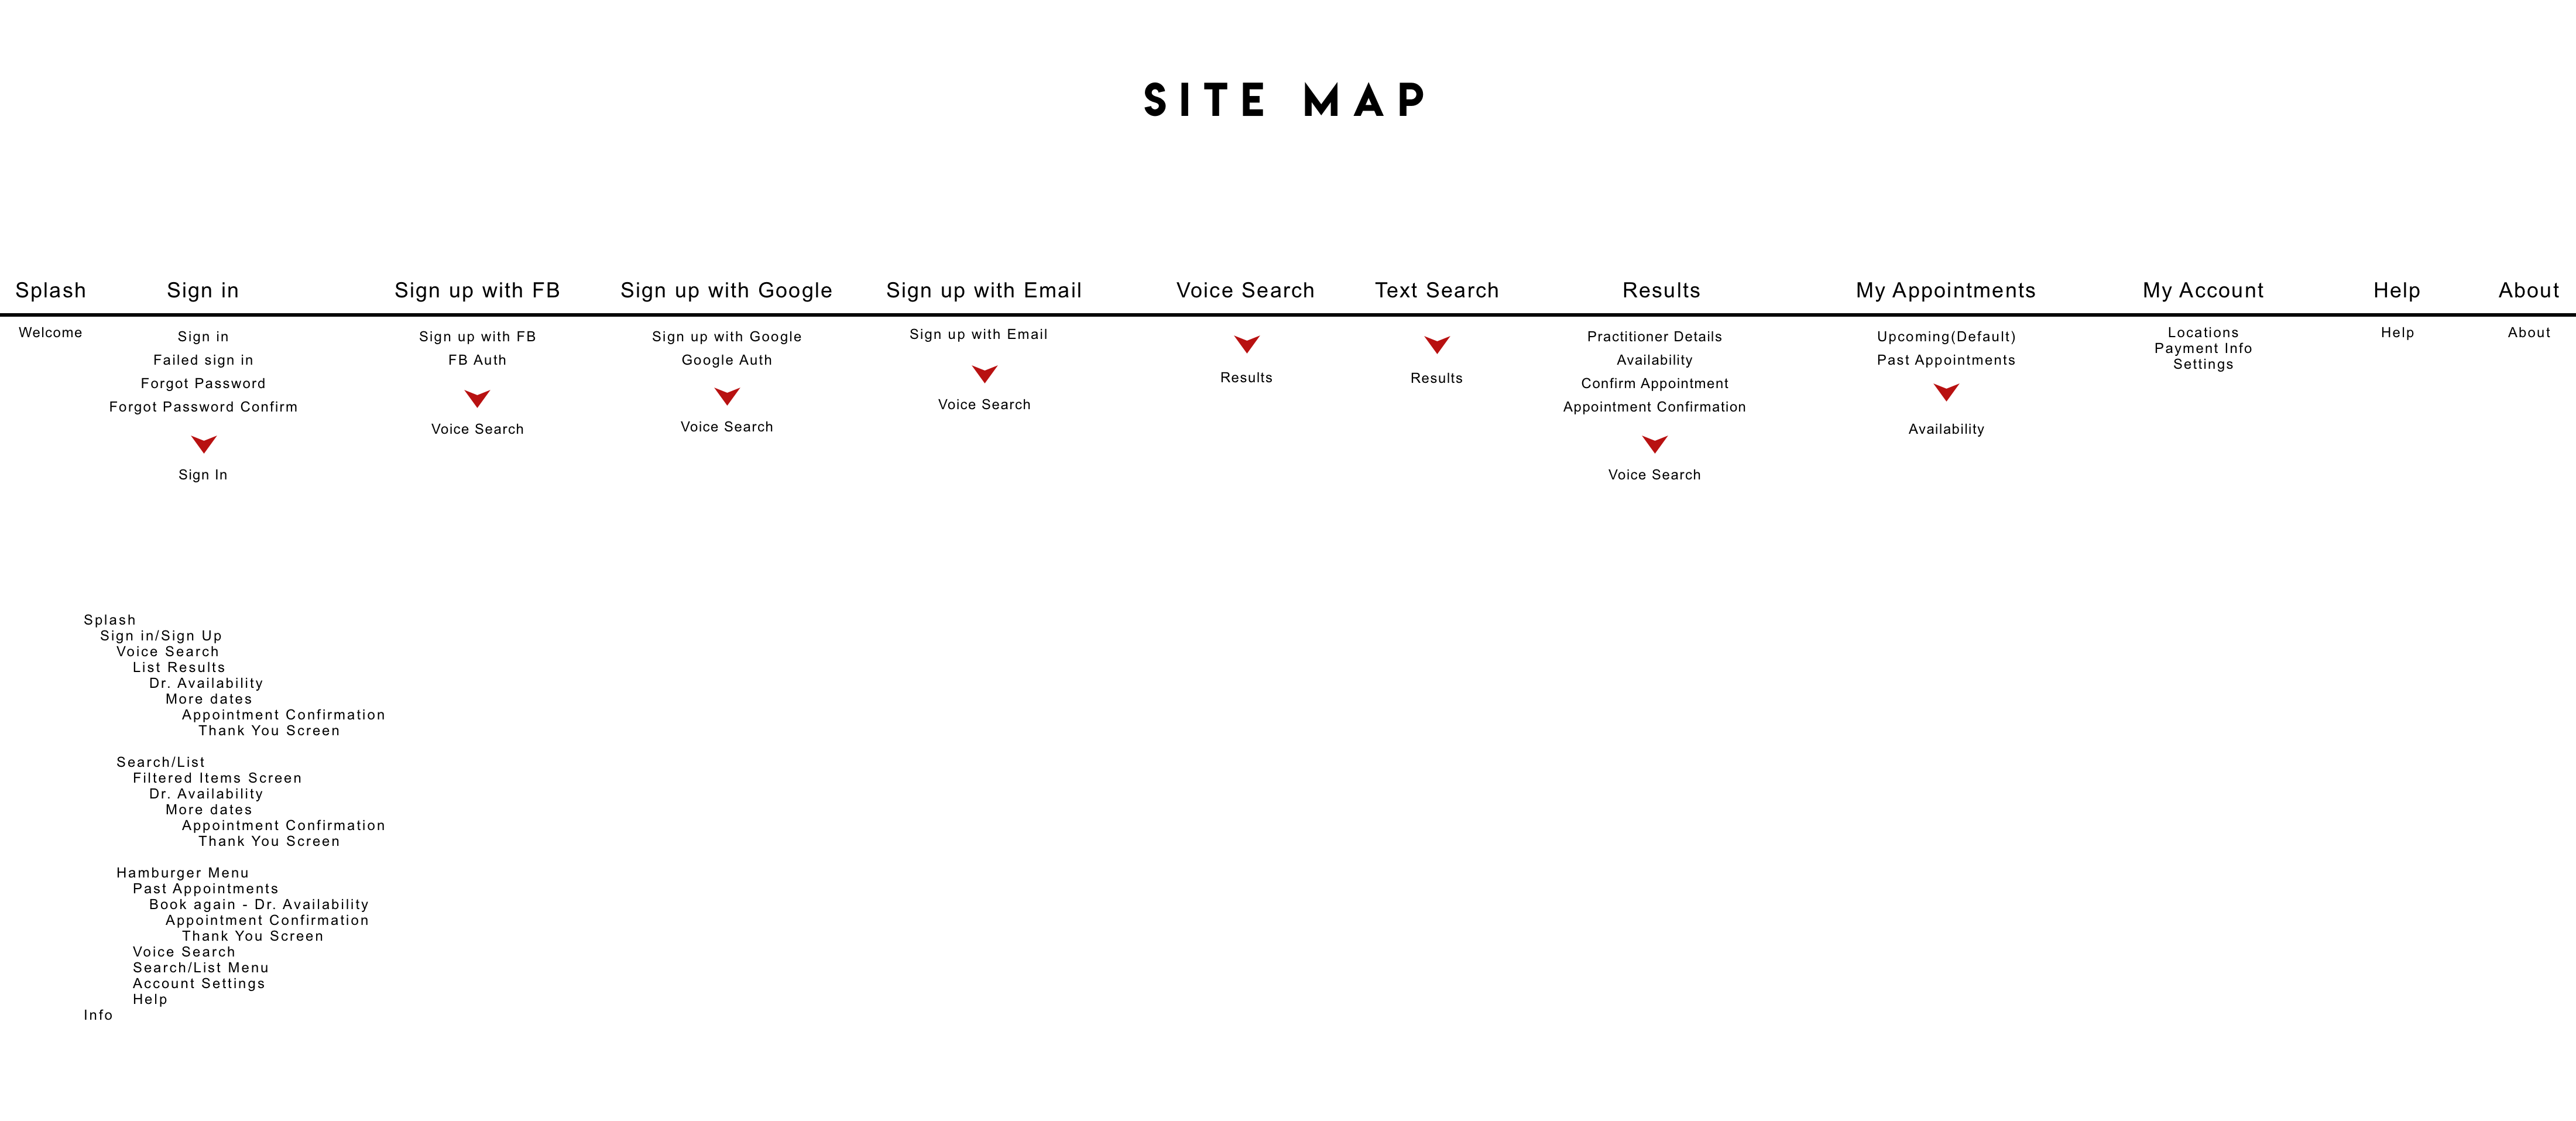 SITE MAP
Splash Sign in Sign up with FB Sign up with Google Sign up with Email Voice Search Text Search Results My Appointments My Account Help About
Welcome
Sign in
Failed sign in
Forgot Password
Forgot Password Confirm
Sign In
Sign up with FB
FB Auth
Voice Search
Sign up with Google
Google Auth
Voice Search
Sign up with Email
Voice Search
Results
Results
Practitioner Details
Availability
Confirm Appointment
Appointment Confirmation
Voice Search
Upcoming(Default)
Past Appointments
Availability
Locations
Payment Info
Settings
Help
About
Splash
Sign in/Sign Up
Voice Search
List Results
Dr. Availability
More dates
Appointment Confirmation
Thank You Screen
Search/List
Filtered Items Screen
Dr. Availability
More dates
Appointment Confirmation
Thank You Screen
Hamburger Menu
Past Appointments
Book again - Dr. Availability
Appointment Confirmation
Thank You Screen
Voice Search
Search/List Menu
Account Settings
Help
Info